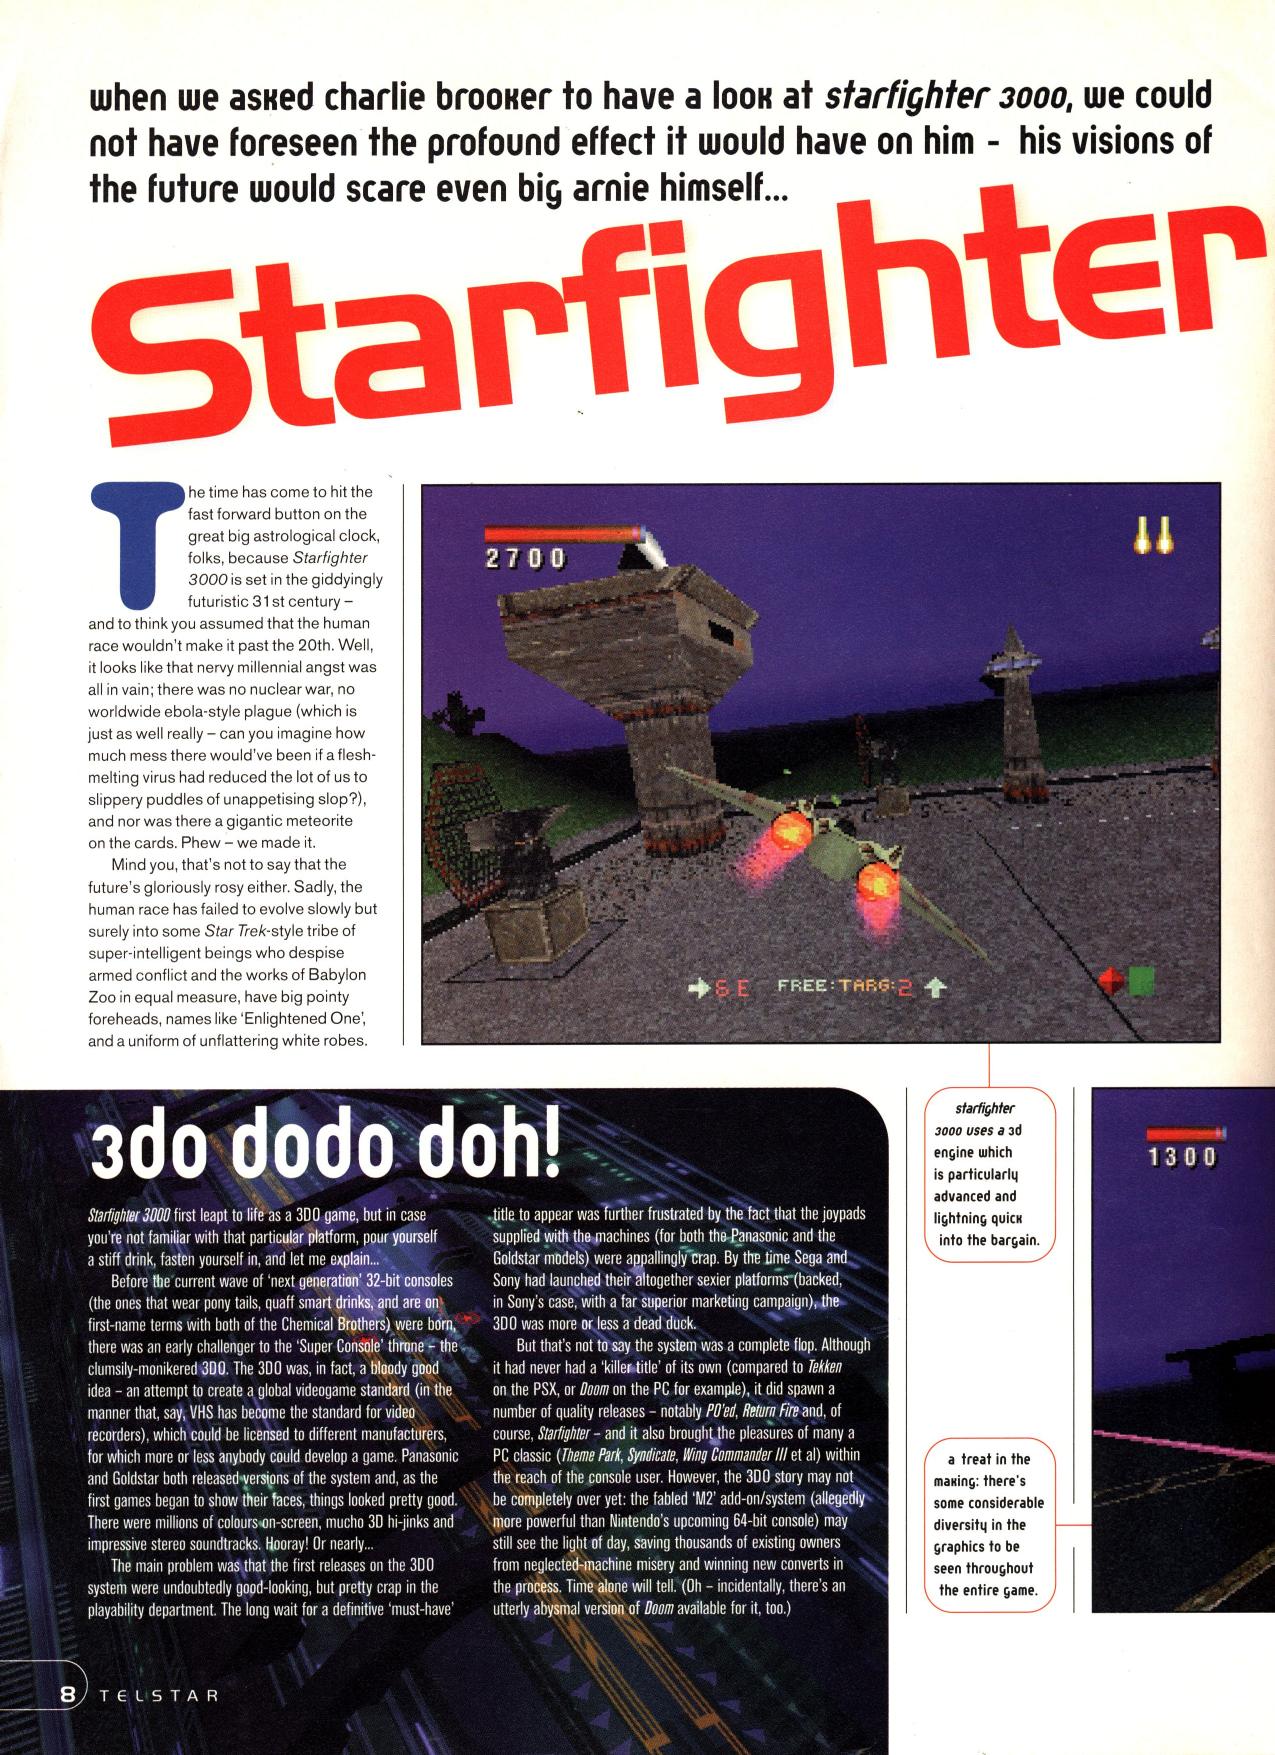 when we asked charlie brooker to have a look at starfighter 3000, we could
not have foreseen the profound effect it would have on him - his visions of
the future would scare even big arnie himself...
Starfighter
The time has come to hit the
fast forward button on the
great big astrological clock,
folks, because Starfighter
3000 is set in the giddyingly
futuristic 31st century –
and to think you assumed that the human
race wouldn't make it past the 20th. Well,
it looks like that nervy millennial angst was
all in vain; there was no nuclear war, no
worldwide ebola-style plague (which is
just as well really – can you imagine how
much mess there would've been if a flesh-
melting virus had reduced the lot of us to
slippery puddles of unappetising slop?),
and nor was there a gigantic meteorite
on the cards. Phew – we made it.
Mind you, that's not to say that the
future's gloriously rosy either. Sadly, the
human race has failed to evolve slowly but
surely into some Star Trek-style tribe of
super-intelligent beings who despise
armed conflict and the works of Babylon
Zoo in equal measure, have big pointy
foreheads, names like 'Enlightened One',
and a uniform of unflattering white robes.
2700
6 E FREE:TARG:2
3do dodo doh!
Starfighter 3000 first leapt to life as a 3DO game, but in case
you're not familiar with that particular platform, pour yourself
a stiff drink, fasten yourself in, and let me explain...
Before the current wave of 'next generation' 32-bit consoles
(the ones that wear pony tails, quaff smart drinks, and are on
first-name terms with both of the Chemical Brothers) were born,
there was an early challenger to the 'Super Console' throne – the
clumsily-monikered 3DO. The 3DO was, in fact, a bloody good
idea – an attempt to create a global videogame standard (in the
manner that, say, VHS has become the standard for video
recorders), which could be licensed to different manufacturers,
for which more or less anybody could develop a game. Panasonic
and Goldstar both released versions of the system and, as the
first games began to show their faces, things looked pretty good.
There were millions of colours on-screen, mucho 3D hi-jinks and
impressive stereo soundtracks. Hooray! Or nearly...
The main problem was that the first releases on the 3DO
system were undoubtedly good-looking, but pretty crap in the
playability department. The long wait for a definitive 'must-have'
title to appear was further frustrated by the fact that the joypads
supplied with the machines (for both the Panasonic and the
Goldstar models) were appallingly crap. By the time Sega and
Sony had launched their altogether sexier platforms (backed,
in Sony's case, with a far superior marketing campaign), the
3DO was more or less a dead duck.
But that's not to say the system was a complete flop. Although
it had never had a 'killer title' of its own (compared to Tekken
on the PSX, or Doom on the PC for example), it did spawn a
number of quality releases – notably PO'ed, Return Fire and, of
course, Starfighter – and it also brought the pleasures of many a
PC classic (Theme Park, Syndicate, Wing Commander III et al) within
the reach of the console user. However, the 3DO story may not
be completely over yet: the fabled 'M2' add-on/system (allegedly
more powerful than Nintendo's upcoming 64-bit console) may
still see the light of day, saving thousands of existing owners
from neglected-machine misery and winning new converts in
the process. Time alone will tell. (Oh – incidentally, there's an
utterly abysmal version of Doom available for it, too.)
starfighter
3000 uses a 3d
engine which
is particularly
advanced and
lightning quick
into the bargain.
1300
a treat in the
making: there's
some considerable
diversity in the
graphics to be
seen throughout
the entire game.
8 TELSTAR